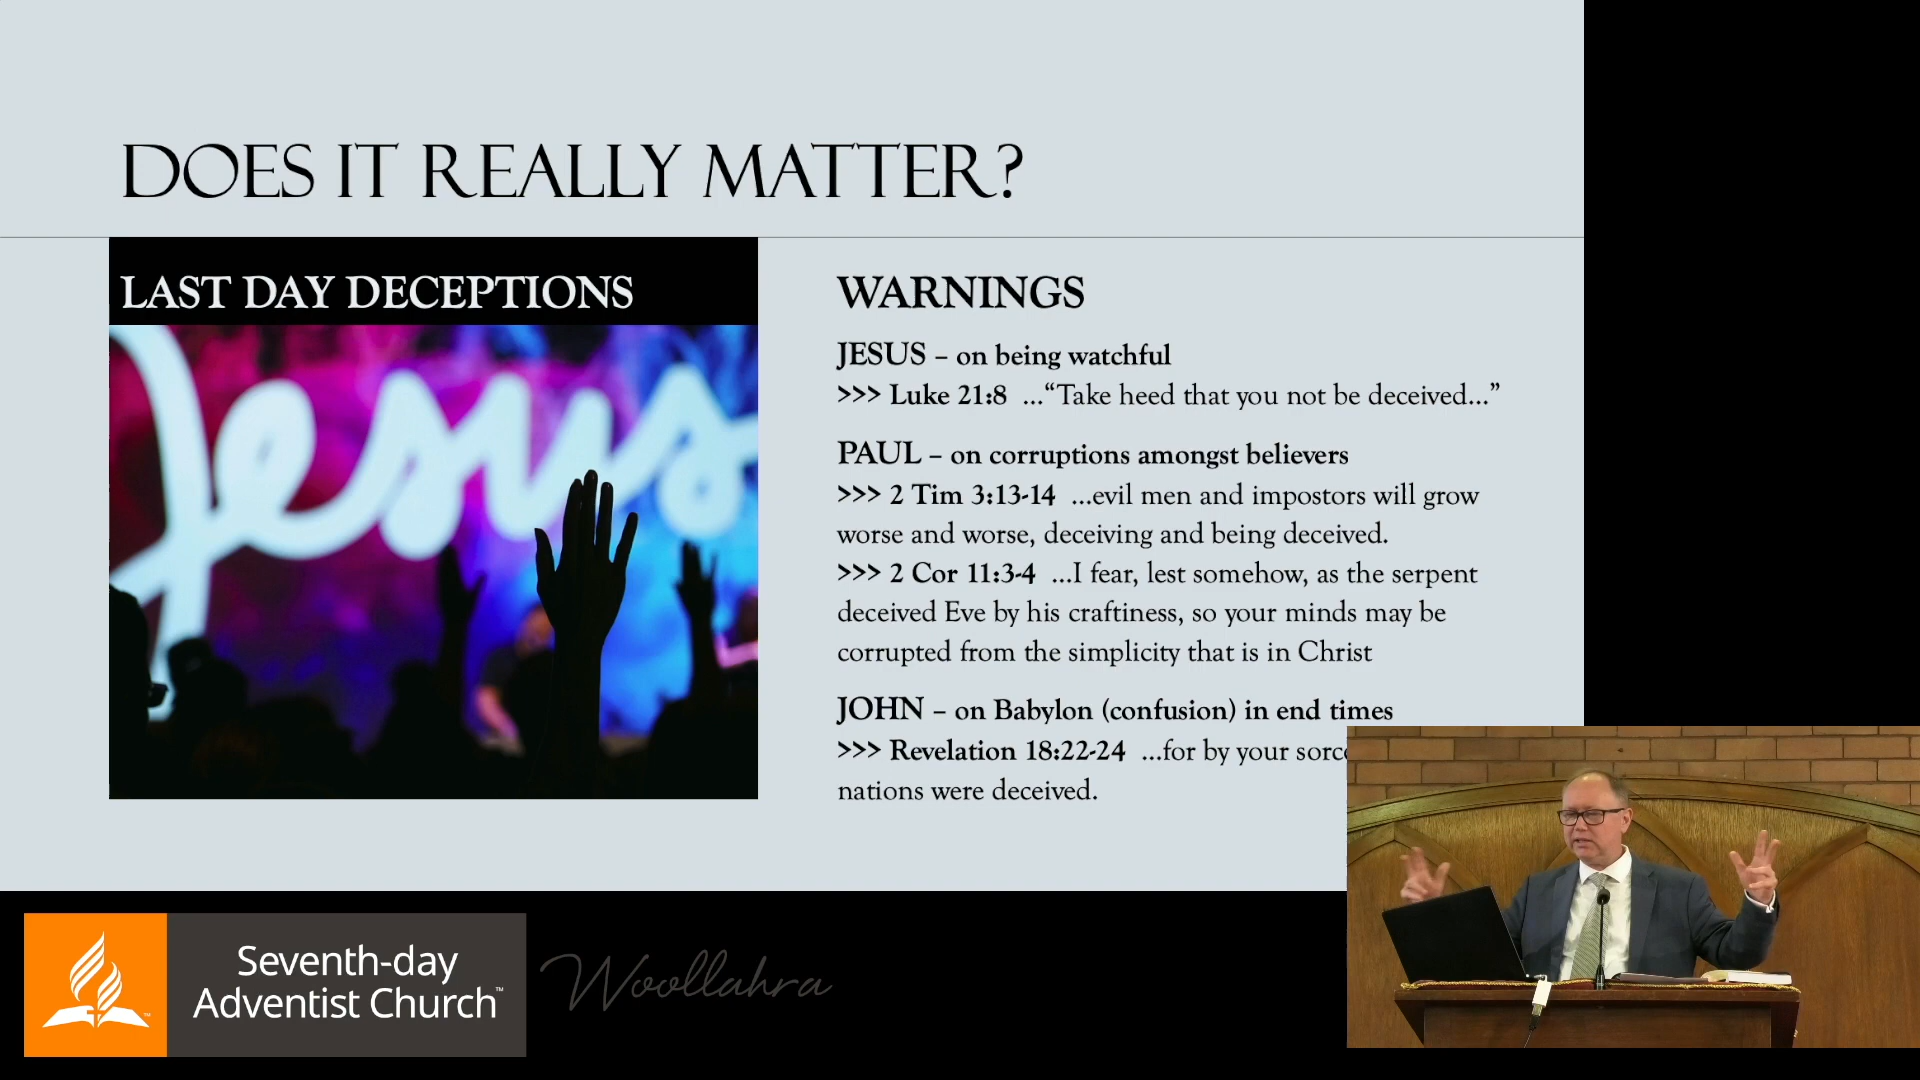 DOES IT REALLY MATTER?
LAST DAY DECEPTIONS
Jesus
WARNINGS
JESUS – on being watchful
>>> Luke 21:8 ...“Take heed that you not be deceived...”
PAUL – on corruptions amongst believers
>>> 2 Tim 3:13-14 ...evil men and impostors will grow
worse and worse, deceiving and being deceived.
>>> 2 Cor 11:3-4 ...I fear, lest somehow, as the serpent
deceived Eve by his craftiness, so your minds may be
corrupted from the simplicity that is in Christ
JOHN – on Babylon (confusion) in end times
>>> Revelation 18:22-24 ...for by your
nations were deceived.
Seventh-day
Adventist Church™
Woollahra